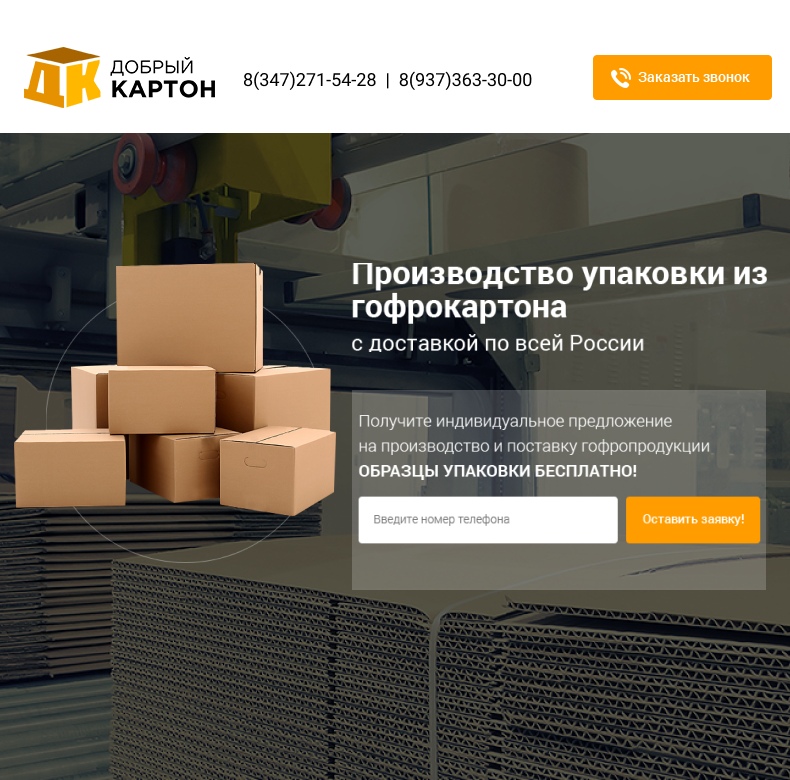 ДК
ДОБРЫЙ
КАРТОН
8(347)271-54-28 | 8(937)363-30-00
Заказать звонок
Производство упаковки из
гофрокартона
с доставкой по всей России
Получите индивидуальное предложение
на производство и поставку гофропродукции
ОБРАЗЦЫ УПАКОВКИ БЕСПЛАТНО!
Введите номер телефона
Оставить заявку!